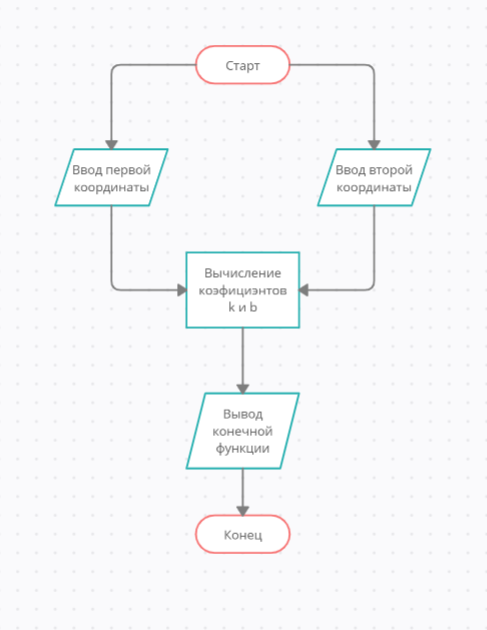 Старт
Ввод первой
координаты
Ввод второй
координаты
Вычисление
коэфициэнтов
k и b
Вывод
конечной
функции
Конец